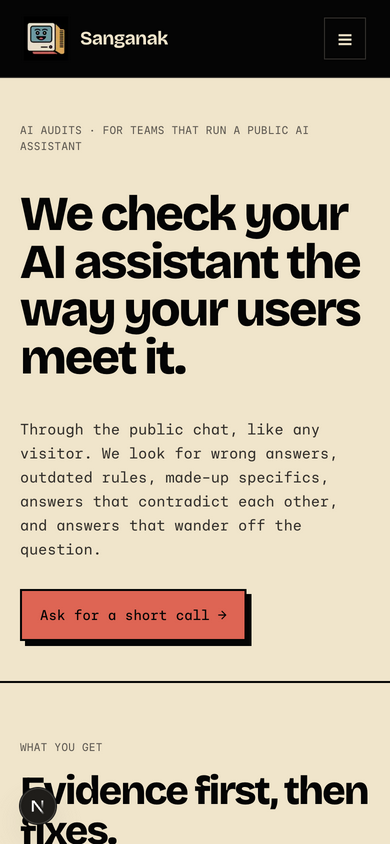 Sanganak
AI AUDITS · FOR TEAMS THAT RUN A PUBLIC AI
ASSISTANT
We check your
AI assistant the
way your users
meet it.
Through the public chat, like any
visitor. We look for wrong answers,
outdated rules, made-up specifics,
answers that contradict each other,
and answers that wander off the
question.
Ask for a short call →
WHAT YOU GET
Evidence first, then
fixes.
N